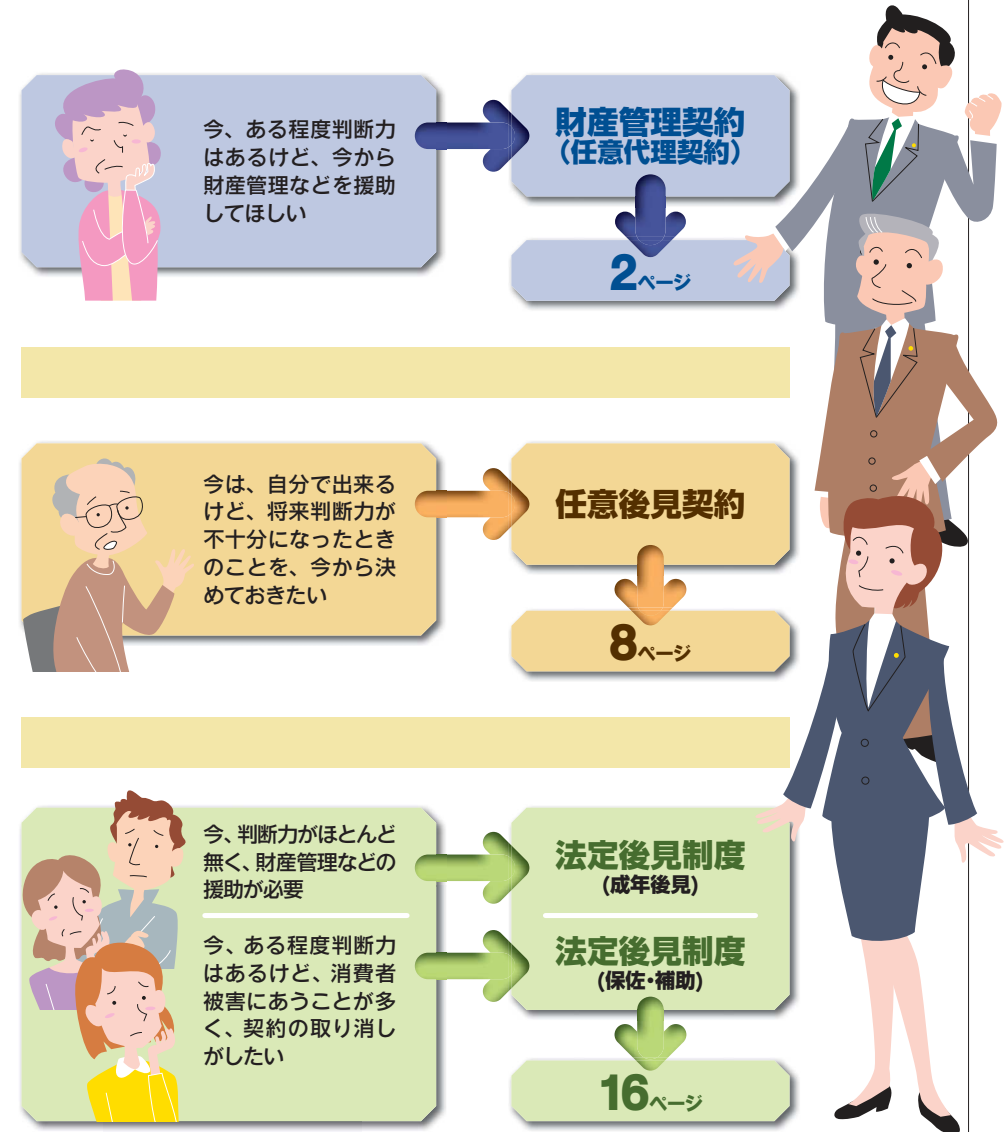 今、ある程度判断力
はあるけど、今から
財産管理などを援助
してほしい
財産管理契約
（任意代理契約）
2ページ
今は、自分で出来る
けど、将来判断力が
不十分になったとき
のことを、今から決
めておきたい
任意後見契約
8ページ
今、判断力がほとんど
無く、財産管理などの
援助が必要
法定後見制度
(成年後見)
今、ある程度判断力
はあるけど、消費者
被害にあうことが多
く、契約の取り消し
がしたい
法定後見制度
(保佐・補助)
16ページ